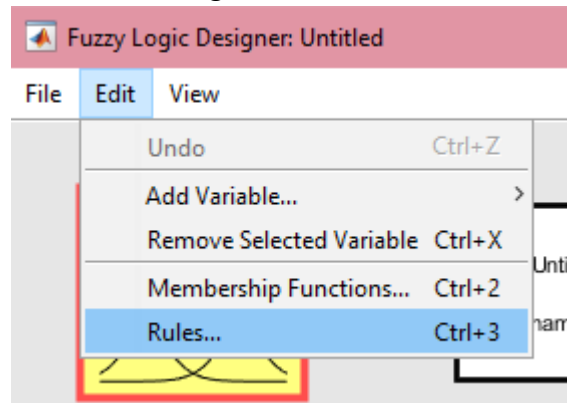 Fuzzy Logic Designer: Untitled
File Edit View
Undo Ctrl+Z
Add Variable...
Remove Selected Variable Ctrl+X
Membership Functions... Ctrl+2
Rules... Ctrl+3